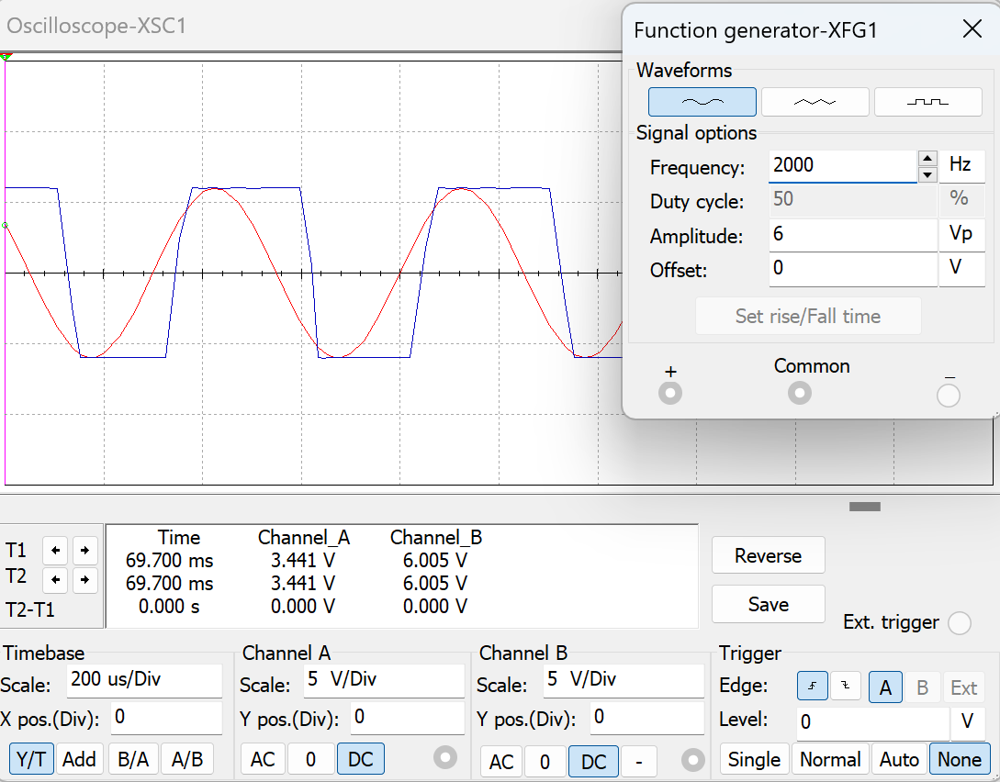 Oscilloscope-XSC1
Function generator-XFG1
Waveforms
Signal options
Frequency: 2000 Hz
Duty cycle: 50 %
Amplitude: 6 Vp
Offset: 0 V
Set rise/Fall time
+ Common −
Time Channel_A Channel_B
T1 69.700 ms 3.441 V 6.005 V
T2 69.700 ms 3.441 V 6.005 V
T2-T1 0.000 s 0.000 V 0.000 V
Reverse
Save
Ext. trigger
Timebase
Scale: 200 us/Div
X pos.(Div): 0
Y/T Add B/A A/B
Channel A
Scale: 5 V/Div
Y pos.(Div): 0
AC 0 DC
Channel B
Scale: 5 V/Div
Y pos.(Div): 0
AC 0 DC -
Trigger
Edge: A B Ext
Level: 0 V
Single Normal Auto None